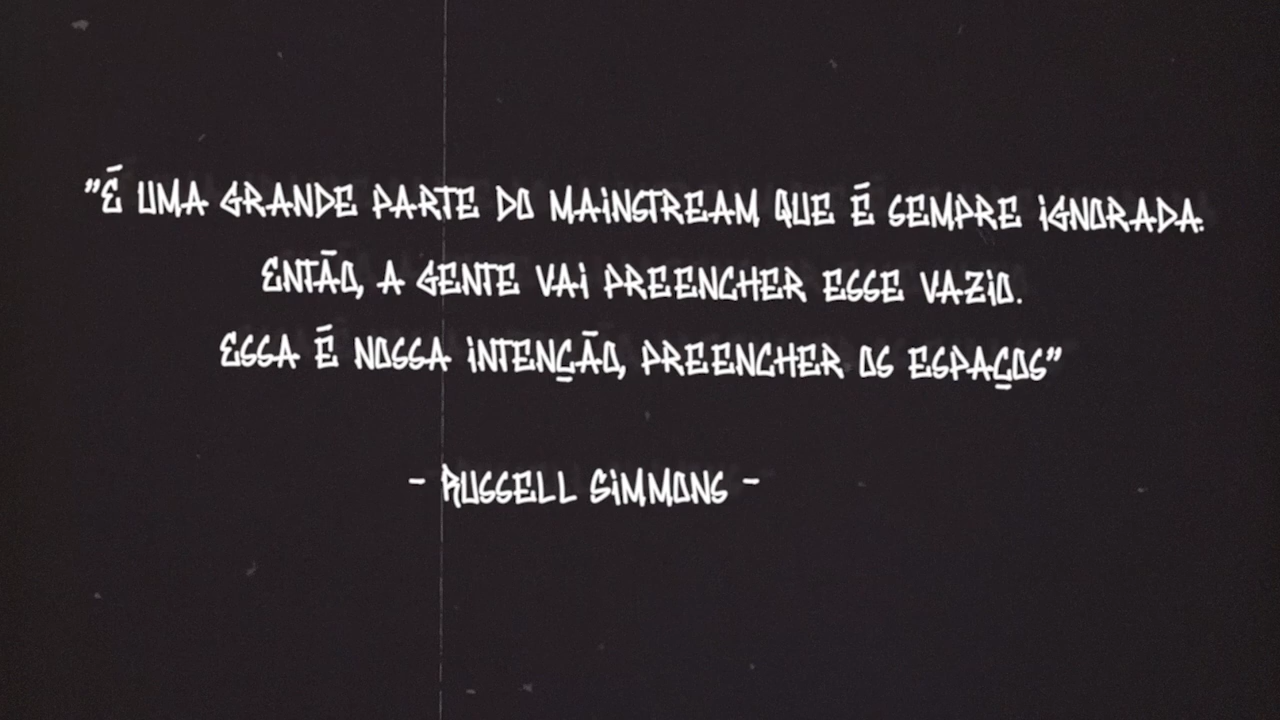 "É UMA GRANDE PARTE DO MAINSTREAM QUE É SEMPRE IGNORADA.
ENTÃO, A GENTE VAI PREENCHER ESSE VAZIO.
ESSA É NOSSA INTENÇÃO, PREENCHER OS ESPAÇOS"
- RUSSELL SIMMONS -